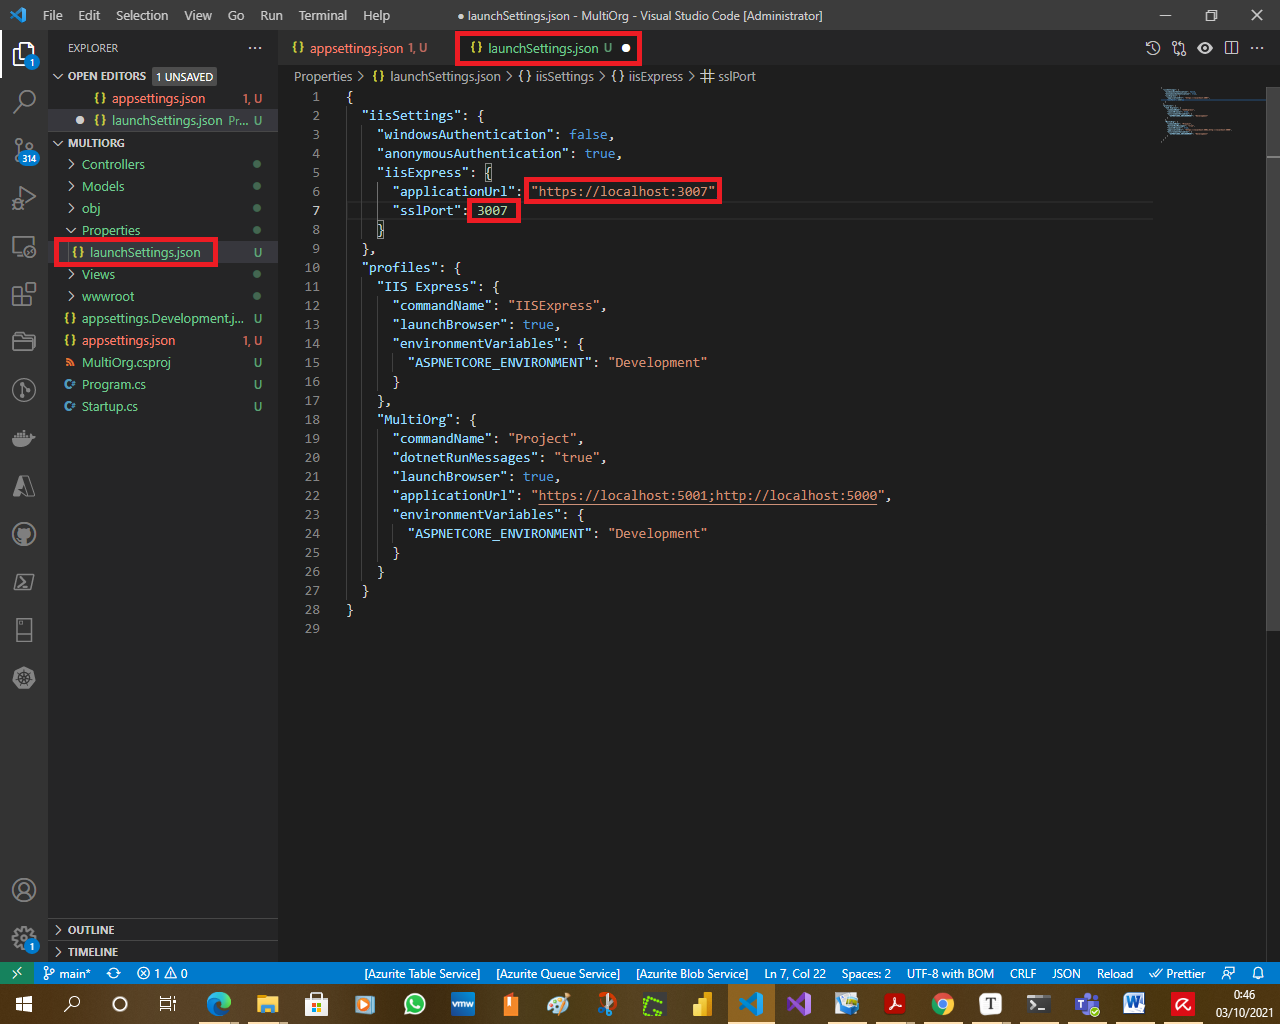 File Edit Selection View Go Run Terminal Help ● launchSettings.json - MultiOrg - Visual Studio Code [Administrator]
EXPLORER ···
OPEN EDITORS 1 UNSAVED
{} appsettings.json 1, U
● {} launchSettings.json Pr... U
MULTIORG
Controllers
Models
obj
Properties
{} launchSettings.json U
Views
wwwroot
{} appsettings.Development.j... U
{} appsettings.json 1, U
MultiOrg.csproj U
C# Program.cs U
C# Startup.cs U
OUTLINE
TIMELINE
1
314
1
{} appsettings.json 1, U {} launchSettings.json U ●
Properties > {} launchSettings.json > {} iisSettings > {} iisExpress > sslPort
1 {
2 "iisSettings": {
3 "windowsAuthentication": false,
4 "anonymousAuthentication": true,
5 "iisExpress": {
6 "applicationUrl": "https://localhost:3007"
7 "sslPort": 3007
8 }
9 },
10 "profiles": {
11 "IIS Express": {
12 "commandName": "IISExpress",
13 "launchBrowser": true,
14 "environmentVariables": {
15 "ASPNETCORE_ENVIRONMENT": "Development"
16 }
17 },
18 "MultiOrg": {
19 "commandName": "Project",
20 "dotnetRunMessages": "true",
21 "launchBrowser": true,
22 "applicationUrl": "https://localhost:5001;http://localhost:5000",
23 "environmentVariables": {
24 "ASPNETCORE_ENVIRONMENT": "Development"
25 }
26 }
27 }
28 }
29
main* 1 0 [Azurite Table Service] [Azurite Queue Service] [Azurite Blob Service] Ln 7, Col 22 Spaces: 2 UTF-8 with BOM CRLF JSON Reload Prettier
vmw T W
0:46
03/10/2021